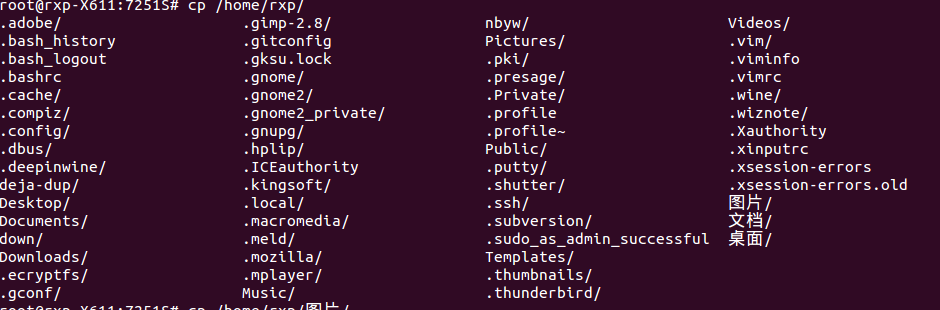 root@rxp-X611:7251S# cp /home/rxp/
.adobe/ .gimp-2.8/ nbyw/ Videos/
.bash_history .gitconfig Pictures/ .vim/
.bash_logout .gksu.lock .pki/ .viminfo
.bashrc .gnome/ .presage/ .vimrc
.cache/ .gnome2/ .Private/ .wine/
.compiz/ .gnome2_private/ .profile .wiznote/
.config/ .gnupg/ .profile~ .Xauthority
.dbus/ .hplip/ Public/ .xinputrc
.deepinwine/ .ICEauthority .putty/ .xsession-errors
deja-dup/ .kingsoft/ .shutter/ .xsession-errors.old
Desktop/ .local/ .ssh/ 图片/
Documents/ .macromedia/ .subversion/ 文档/
down/ .meld/ .sudo_as_admin_successful 桌面/
Downloads/ .mozilla/ Templates/
.ecryptfs/ .mplayer/ .thumbnails/
.gconf/ Music/ .thunderbird/
root@rxp-X611:7251S# cp /home/rxp/图片/